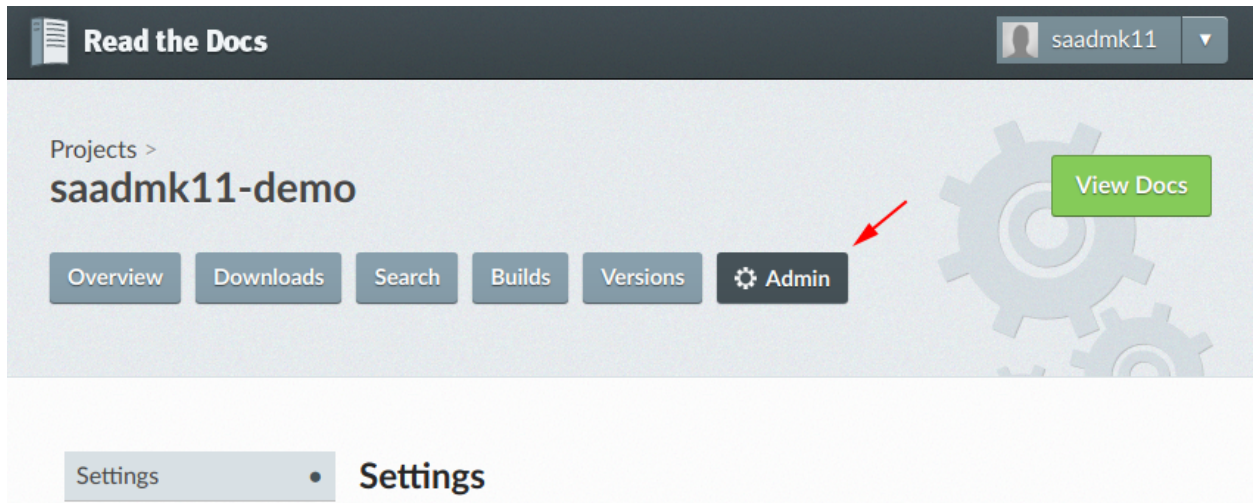 Read the Docs
saadmk11
Projects >
saadmk11-demo
View Docs
Overview Downloads Search Builds Versions Admin
Settings
Settings